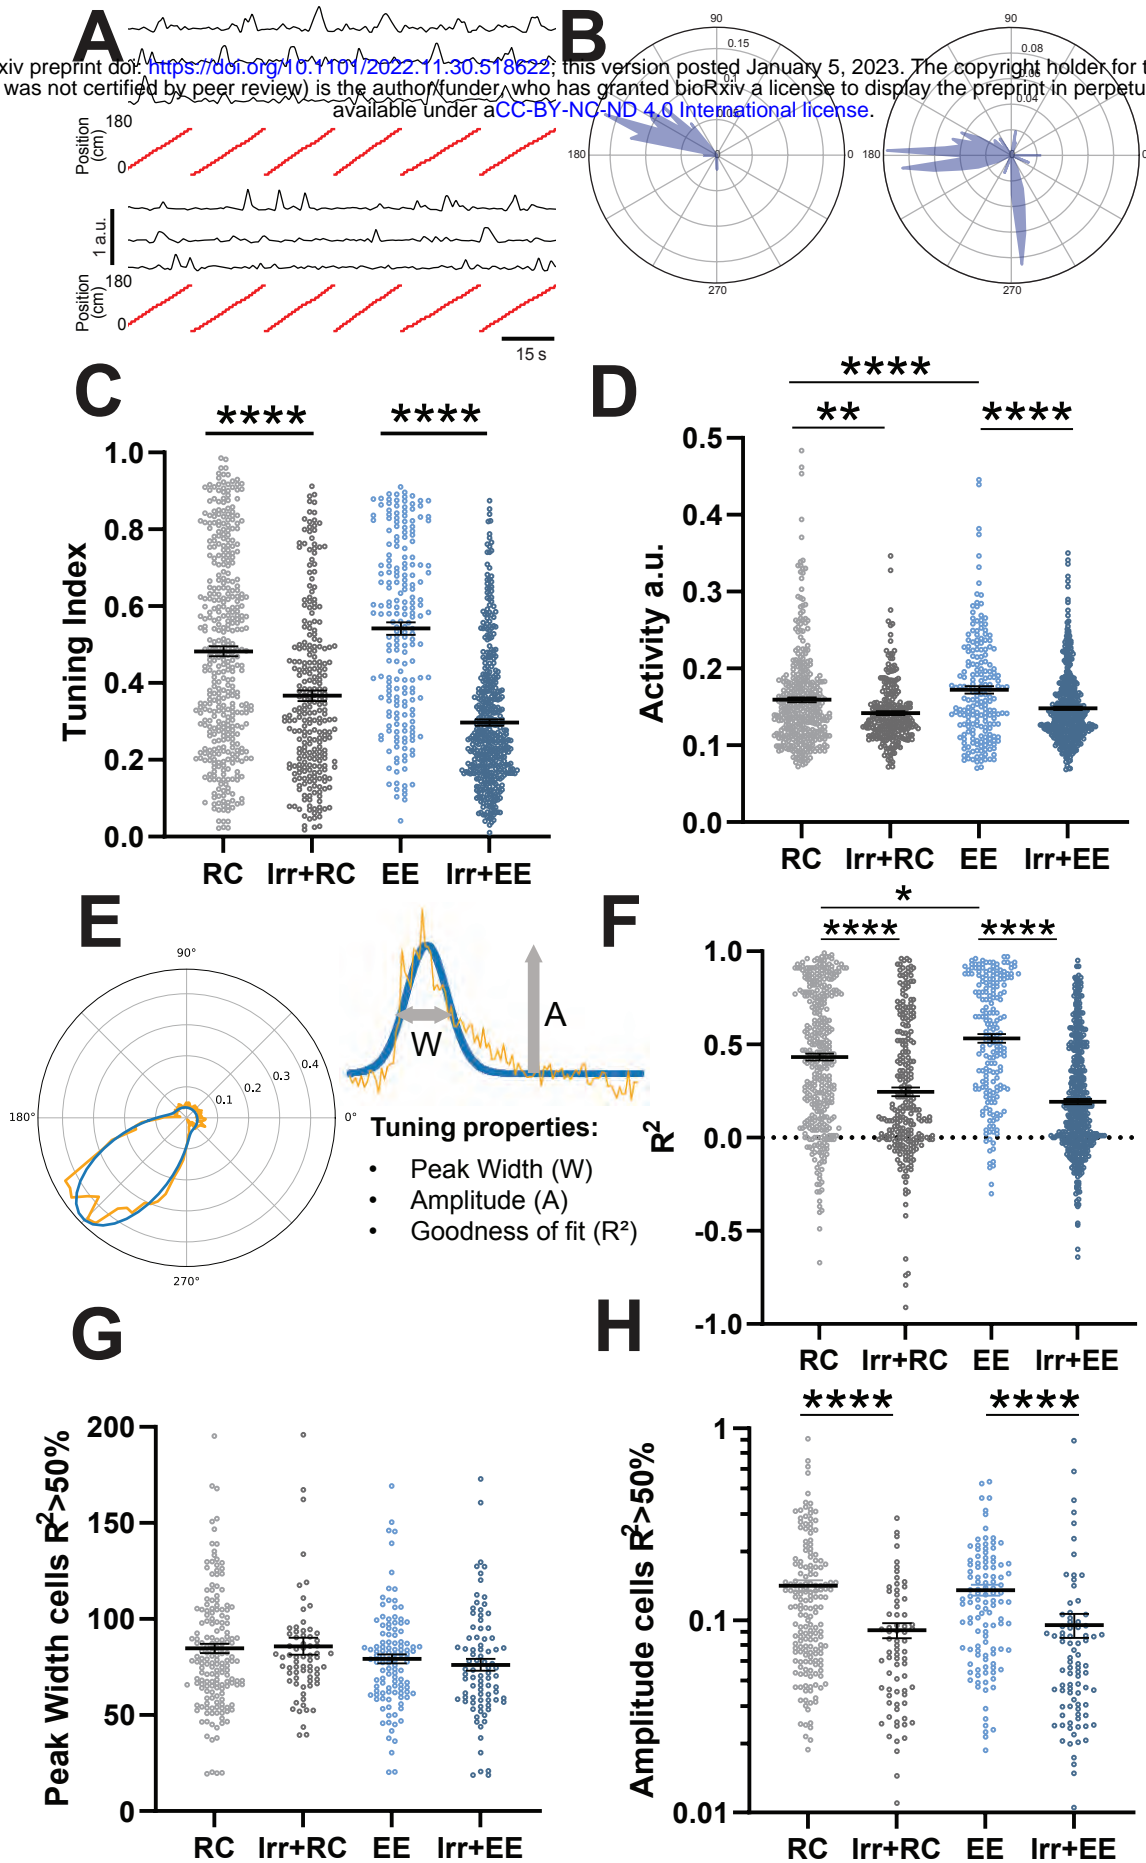 A
B
xiv preprint doi: https://doi.org/10.1101/2022.11.30.518622; this version posted January 5, 2023. The copyright holder for t
was not certified by peer review) is the author/funder, who has granted bioRxiv a license to display the preprint in perpetu
available under aCC-BY-NC-ND 4.0 International license.
Position
(cm)
180
0
1 a.u.
Position
(cm)
180
0
15 s
90
0.15
0.1
0.05
180
0
0
270
90
0.08
0.06
0.04
180
0
270
C
**** ****
Tuning Index
1.0
0.8
0.6
0.4
0.2
0.0
RC Irr+RC EE Irr+EE
D
****
** ****
Activity a.u.
0.5
0.4
0.3
0.2
0.1
0.0
RC Irr+RC EE Irr+EE
E
90°
180°
0°
270°
0.1
0.2
0.3
0.4
W
A
Tuning properties:
• Peak Width (W)
• Amplitude (A)
• Goodness of fit (R²)
F
*
**** ****
R²
1.0
0.5
0.0
-0.5
-1.0
RC Irr+RC EE Irr+EE
G
Peak Width cells R²>50%
200
150
100
50
0
RC Irr+RC EE Irr+EE
H
**** ****
Amplitude cells R²>50%
1
0.1
0.01
RC Irr+RC EE Irr+EE